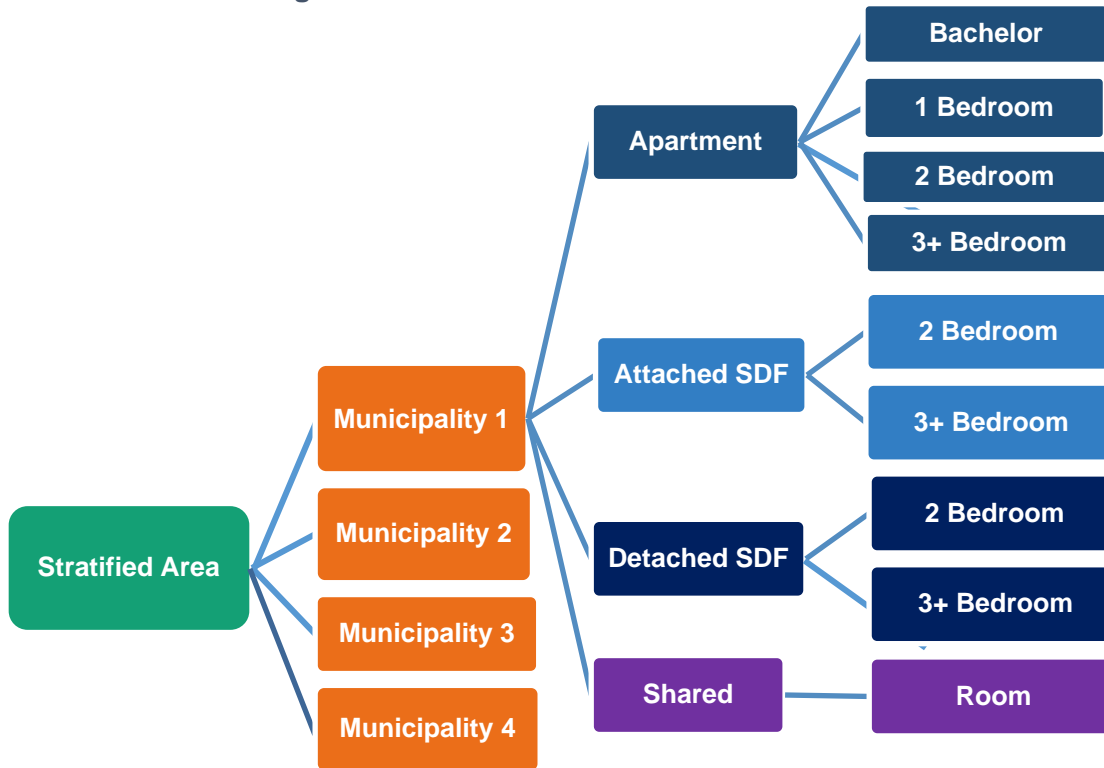 Bachelor
1 Bedroom
Apartment
2 Bedroom
3+ Bedroom
2 Bedroom
Attached SDF
3+ Bedroom
Municipality 1
2 Bedroom
Municipality 2
Detached SDF
Stratified Area
3+ Bedroom
Municipality 3
Shared
Room
Municipality 4